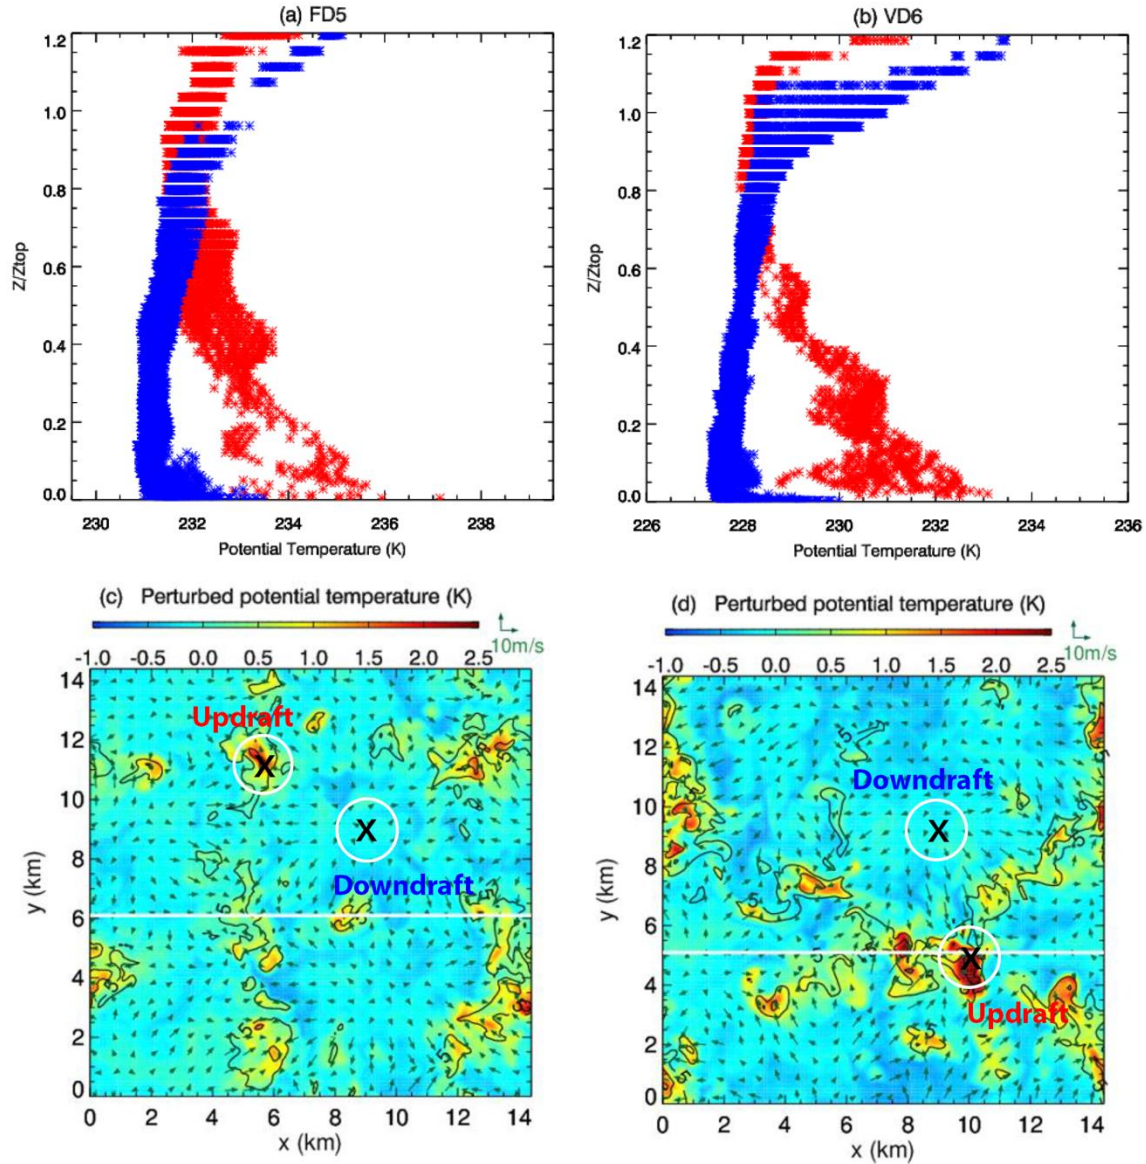 (a) FD5
(b) VD6
1.2
1.0
0.8
0.6
0.4
0.2
0.0
Z/Ztop
230 232 234 236 238
Potential Temperature (K)
1.2
1.0
0.8
0.6
0.4
0.2
0.0
Z/Ztop
226 228 230 232 234 236
Potential Temperature (K)
(c) Perturbed potential temperature (K)
10m/s
-1.0 -0.5 0.0 0.5 1.0 1.5 2.0 2.5
14
12
10
8
6
4
2
0
y (km)
Updraft
X
X
Downdraft
0 2 4 6 8 10 12 14
x (km)
(d) Perturbed potential temperature (K)
10m/s
-1.0 -0.5 0.0 0.5 1.0 1.5 2.0 2.5
14
12
10
8
6
4
2
0
y (km)
Downdraft
X
X
Updraft
0 2 4 6 8 10 12 14
x (km)